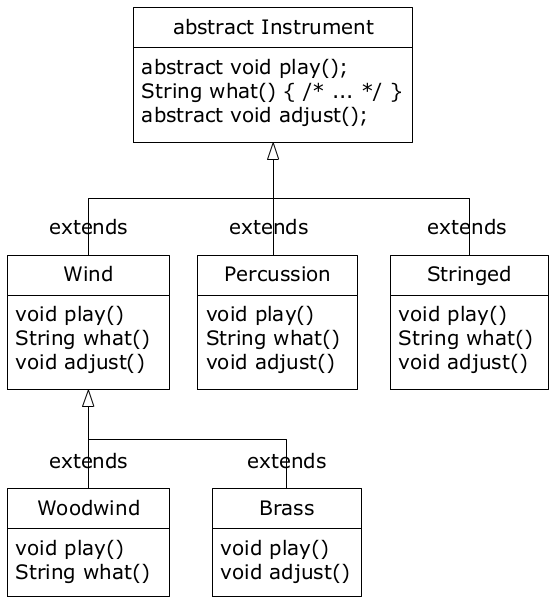 abstract Instrument
abstract void play();
String what() { /* ... */ }
abstract void adjust();
extends
extends
extends
Wind
void play()
String what()
void adjust()
Percussion
void play()
String what()
void adjust()
Stringed
void play()
String what()
void adjust()
extends
extends
Woodwind
void play()
String what()
Brass
void play()
void adjust()